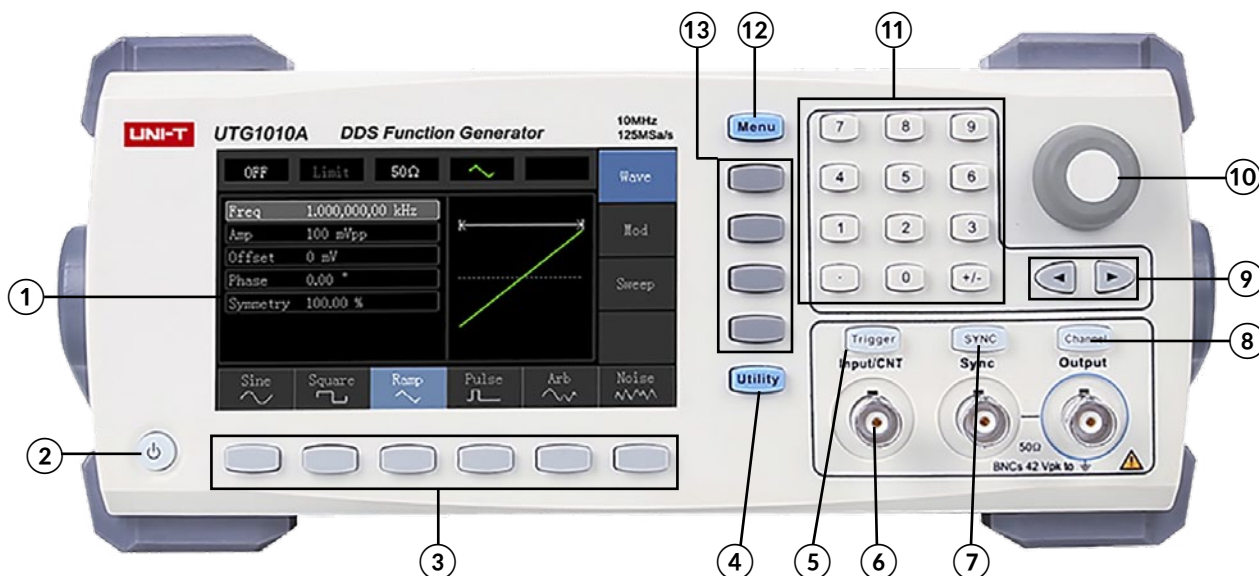 13 12 11
UNI-T UTG1010A DDS Function Generator 10MHz
125MSa/s
Menu
7 8 9
4 5 6
1 2 3
. 0 +/-
OFF Limit 50Ω Wave
Freq 1.000,000,00 kHz
Amp 100 mVpp
Offset 0 mV
Phase 0.00 °
Symmetry 100.00 %
Mod
Sweep
Sine Square Ramp Pulse Arb Noise
Utility
Trigger SYNC Channel
Input/CNT Sync Output
50Ω
BNCs 42 Vpk to
10
9
8
1
2
3 4 5 6 7